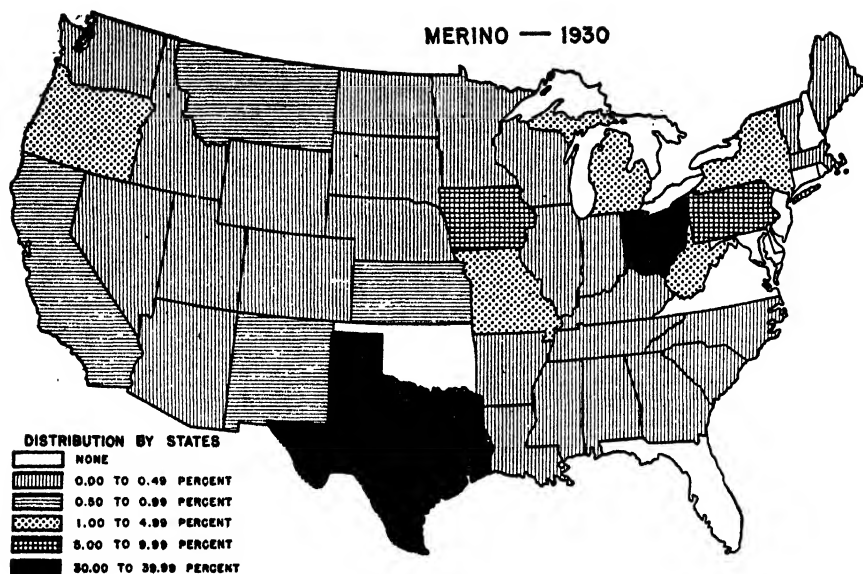 MERINO — 1930
DISTRIBUTION BY STATES
NONE
0.00 TO 0.49 PERCENT
0.50 TO 0.99 PERCENT
1.00 TO 4.99 PERCENT
5.00 TO 9.99 PERCENT
30.00 TO 39.99 PERCENT